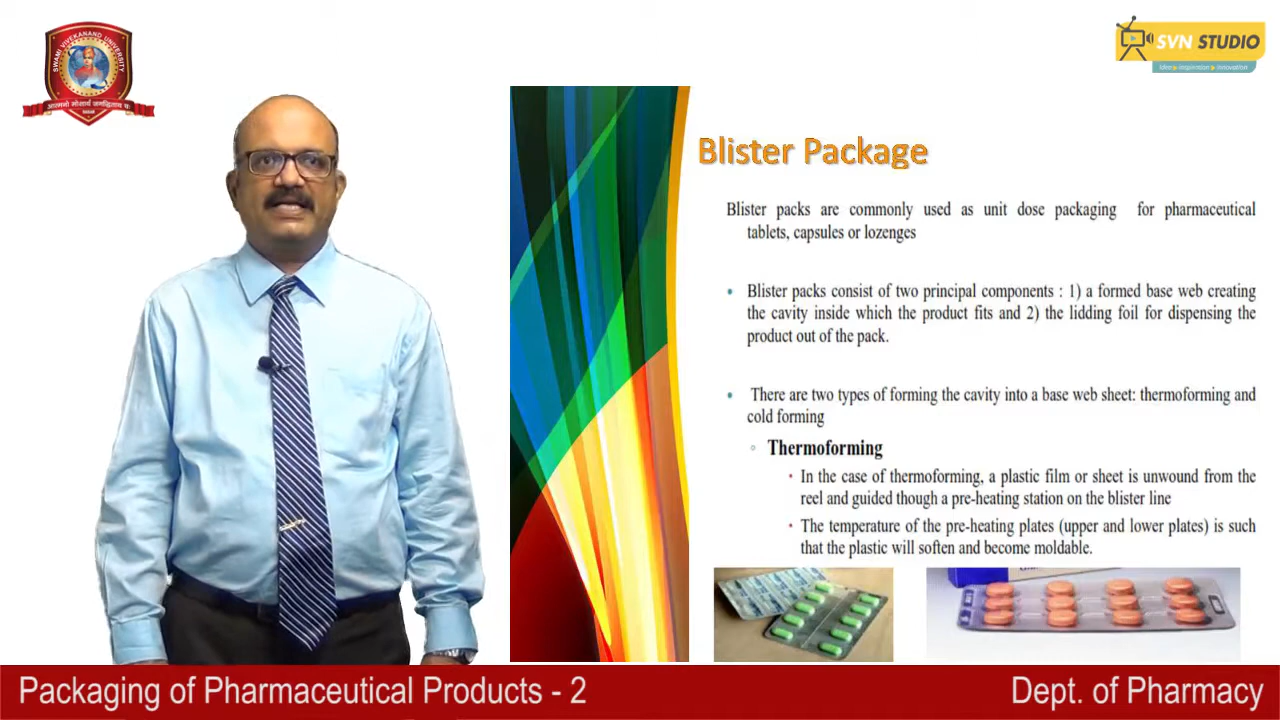 SWAMI VIVEKANAND UNIVERSITY
SVN STUDIO
Idea Inspiration Innovation
Blister Package
Blister packs are commonly used as unit dose packaging for pharmaceutical
tablets, capsules or lozenges
• Blister packs consist of two principal components : 1) a formed base web creating
the cavity inside which the product fits and 2) the lidding foil for dispensing the
product out of the pack.
• There are two types of forming the cavity into a base web sheet: thermoforming and
cold forming
◦ Thermoforming
• In the case of thermoforming, a plastic film or sheet is unwound from the
reel and guided though a pre-heating station on the blister line
• The temperature of the pre-heating plates (upper and lower plates) is such
that the plastic will soften and become moldable.
Packaging of Pharmaceutical Products - 2
Dept. of Pharmacy